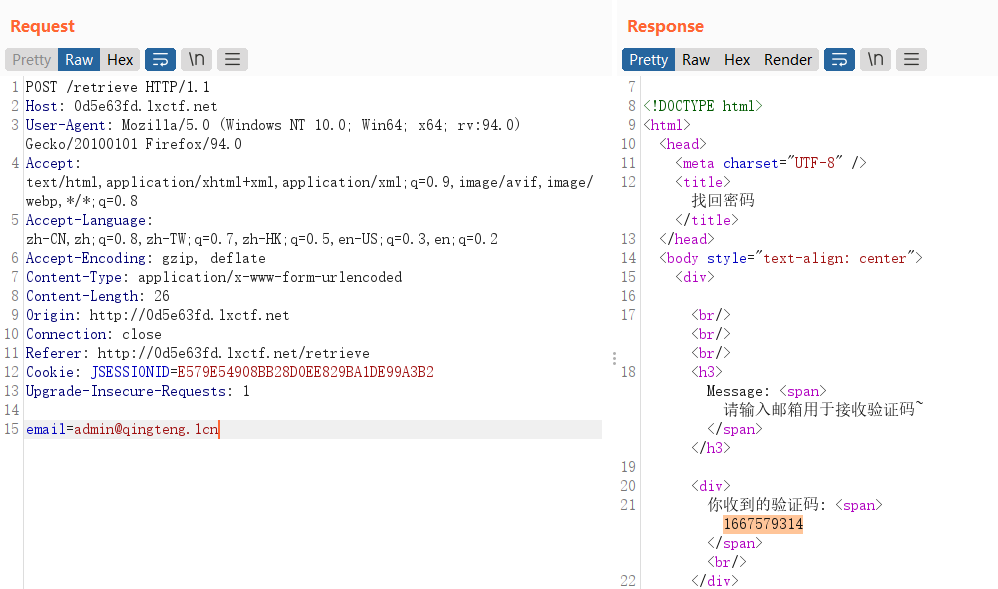 Request
Pretty Raw Hex \n
1 POST /retrieve HTTP/1.1
2 Host: 0d5e63fd.lxctf.net
3 User-Agent: Mozilla/5.0 (Windows NT 10.0; Win64; x64; rv:94.0)
Gecko/20100101 Firefox/94.0
4 Accept:
text/html,application/xhtml+xml,application/xml;q=0.9,image/avif,image/
webp,*/*;q=0.8
5 Accept-Language:
zh-CN,zh;q=0.8,zh-TW;q=0.7,zh-HK;q=0.5,en-US;q=0.3,en;q=0.2
6 Accept-Encoding: gzip, deflate
7 Content-Type: application/x-www-form-urlencoded
8 Content-Length: 26
9 Origin: http://0d5e63fd.lxctf.net
10 Connection: close
11 Referer: http://0d5e63fd.lxctf.net/retrieve
12 Cookie: JSESSIONID=E579E54908BB28D0EE829BA1DE99A3B2
13 Upgrade-Insecure-Requests: 1
14
15 email=admin@qingteng.1cn
Response
Pretty Raw Hex Render \n
7
8 <!DOCTYPE html>
9 <html>
10 <head>
11 <meta charset="UTF-8" />
12 <title>
找回密码
</title>
13 </head>
14 <body style="text-align: center">
15 <div>
16
17 <br/>
<br/>
<br/>
18 <h3>
Message: <span>
请输入邮箱用于接收验证码~
</span>
</h3>
19
20 <div>
21 你收到的验证码: <span>
1667579314
</span>
<br/>
22 </div>